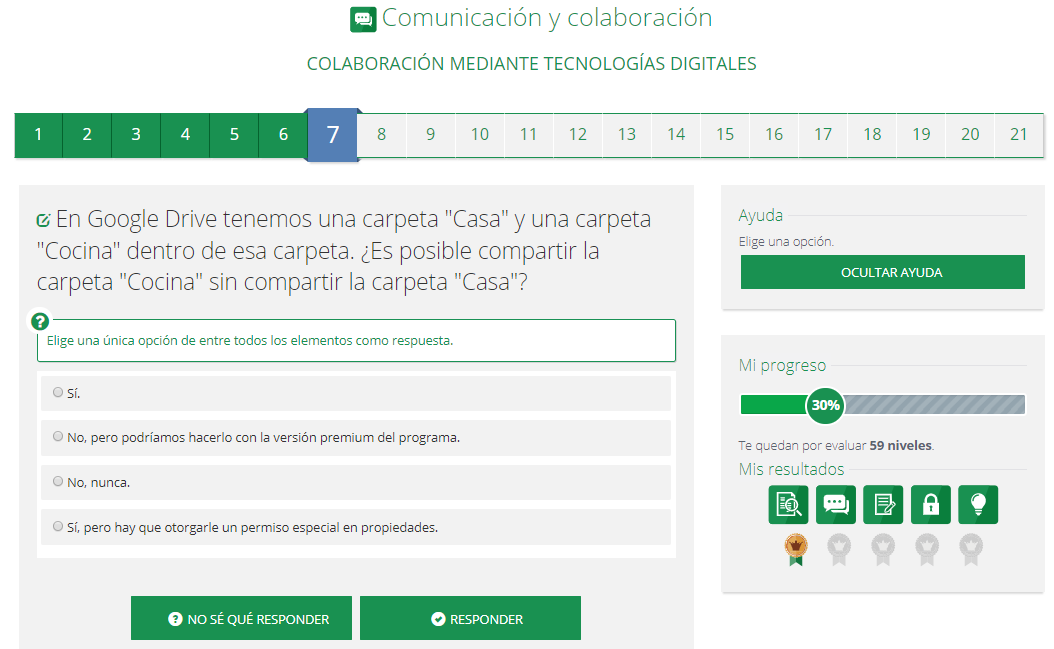 Comunicación y colaboración
COLABORACIÓN MEDIANTE TECNOLOGÍAS DIGITALES
1 2 3 4 5 6 7 8 9 10 11 12 13 14 15 16 17 18 19 20 21
En Google Drive tenemos una carpeta "Casa" y una carpeta
"Cocina" dentro de esa carpeta. ¿Es posible compartir la
carpeta "Cocina" sin compartir la carpeta "Casa"?
?
Elige una única opción de entre todos los elementos como respuesta.
Sí.
No, pero podríamos hacerlo con la versión premium del programa.
No, nunca.
Sí, pero hay que otorgarle un permiso especial en propiedades.
? NO SÉ QUÉ RESPONDER
RESPONDER
Ayuda
Elige una opción.
OCULTAR AYUDA
Mi progreso
30%
Te quedan por evaluar 59 niveles.
Mis resultados